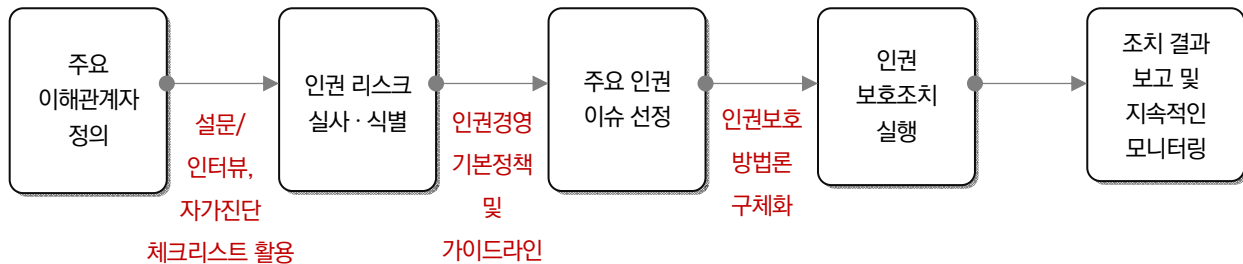 주요
이해관계자
정의
설문/
인터뷰,
자가진단
체크리스트 활용
인권 리스크
실사 · 식별
인권경영
기본정책
및
가이드라인
주요 인권
이슈 선정
인권보호
방법론
구체화
인권
보호조치
실행
조치 결과
보고 및
지속적인
모니터링